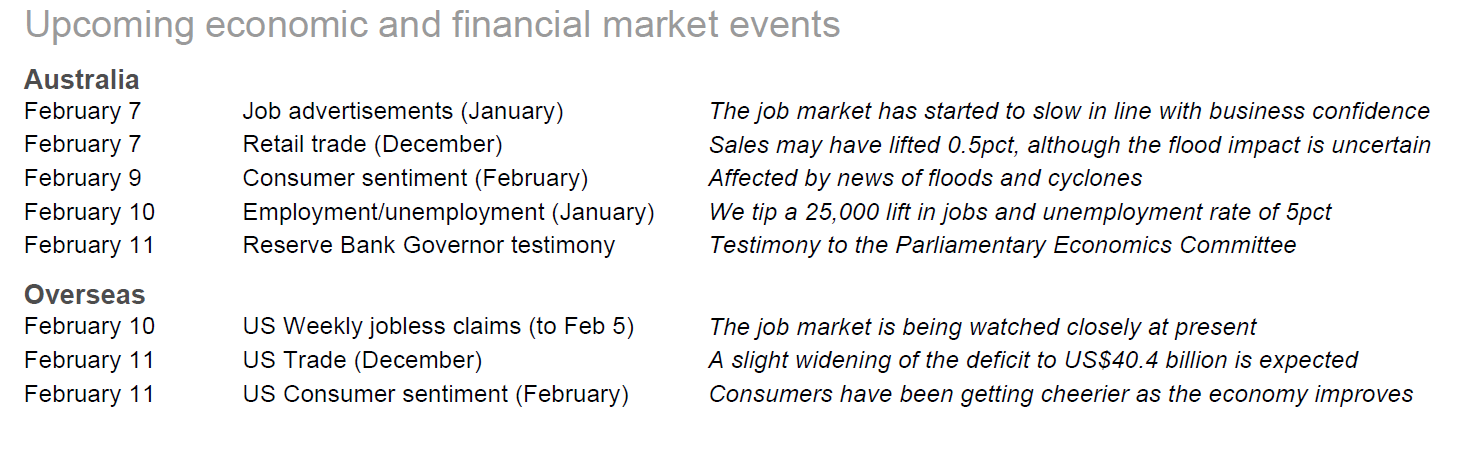 Upcoming economic and financial market events
Australia
February 7 Job advertisements (January) The job market has started to slow in line with business confidence
February 7 Retail trade (December) Sales may have lifted 0.5pct, although the flood impact is uncertain
February 9 Consumer sentiment (February) Affected by news of floods and cyclones
February 10 Employment/unemployment (January) We tip a 25,000 lift in jobs and unemployment rate of 5pct
February 11 Reserve Bank Governor testimony Testimony to the Parliamentary Economics Committee
Overseas
February 10 US Weekly jobless claims (to Feb 5) The job market is being watched closely at present
February 11 US Trade (December) A slight widening of the deficit to US$40.4 billion is expected
February 11 US Consumer sentiment (February) Consumers have been getting cheerier as the economy improves